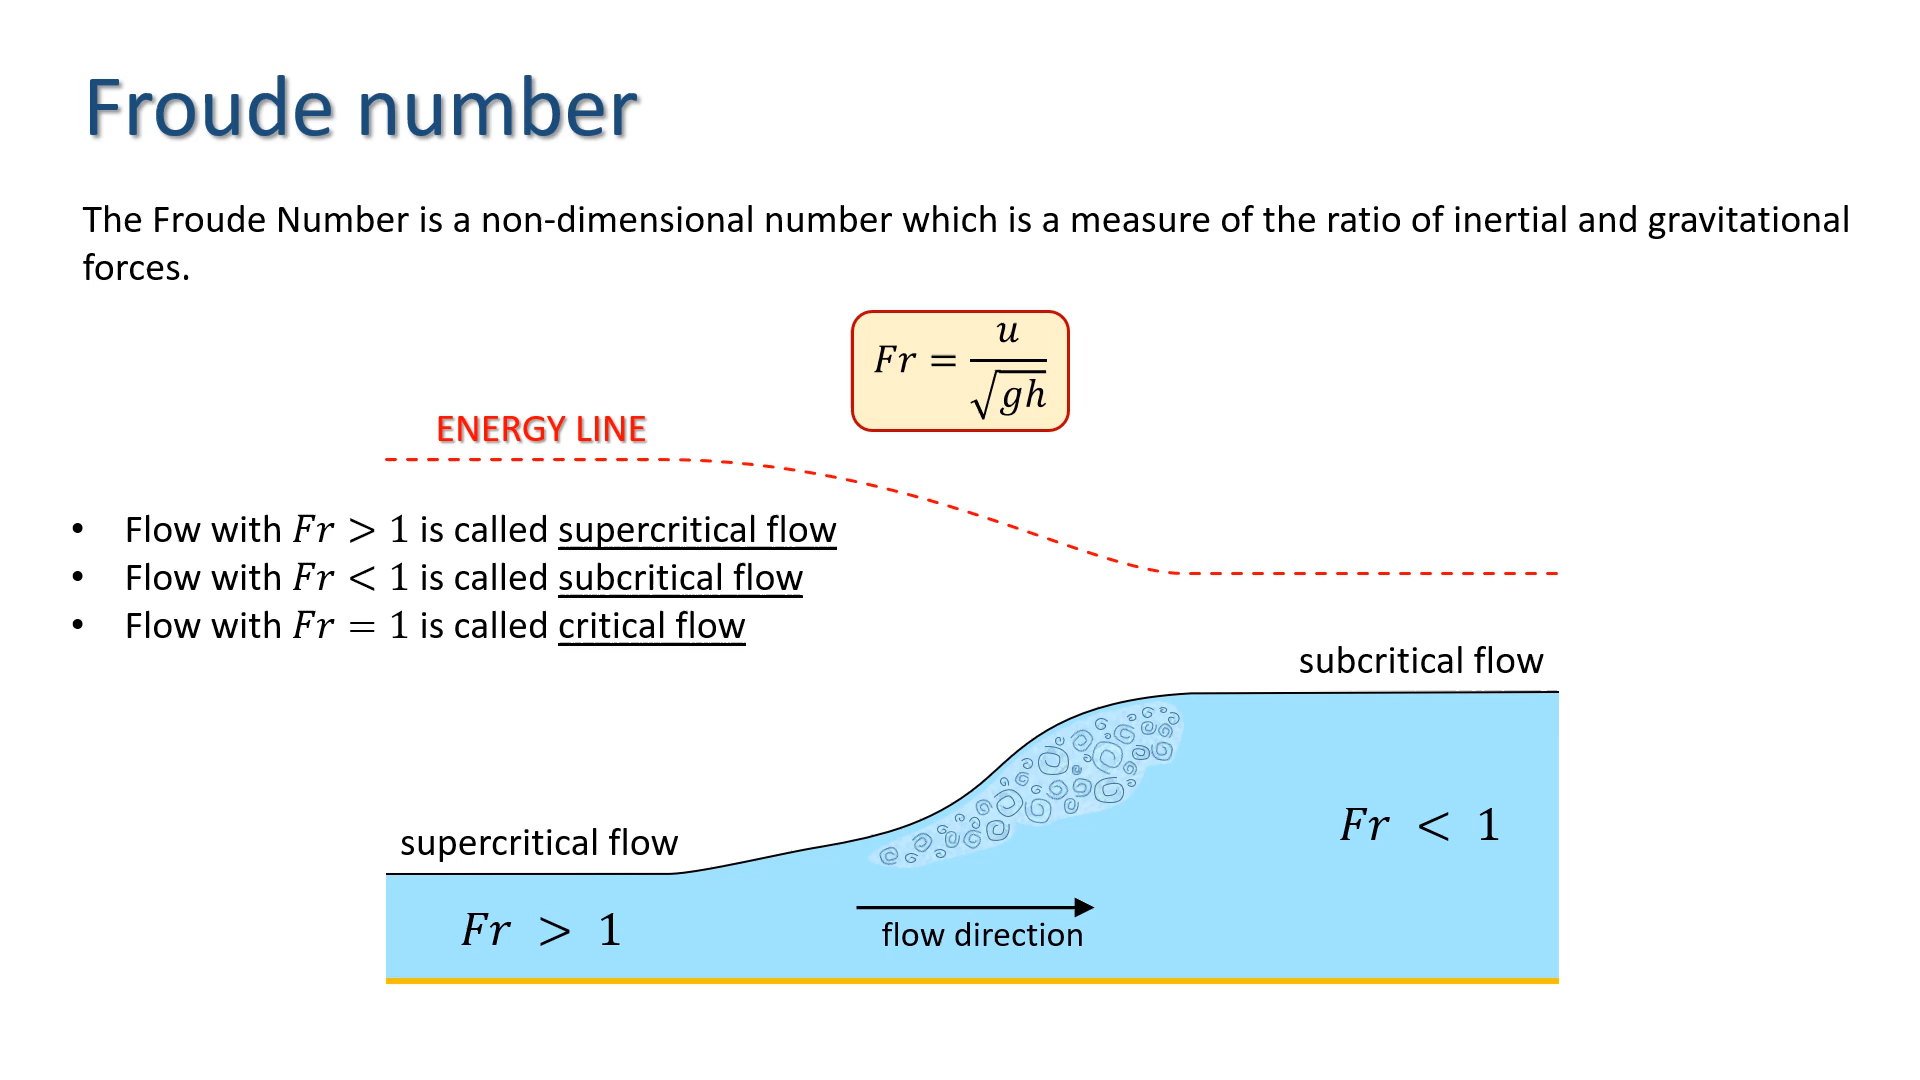 Froude number
The Froude Number is a non-dimensional number which is a measure of the ratio of inertial and gravitational
forces.
Fr = u / √gh
ENERGY LINE
• Flow with Fr > 1 is called supercritical flow
• Flow with Fr < 1 is called subcritical flow
• Flow with Fr = 1 is called critical flow
subcritical flow
Fr < 1
supercritical flow
Fr > 1
flow direction